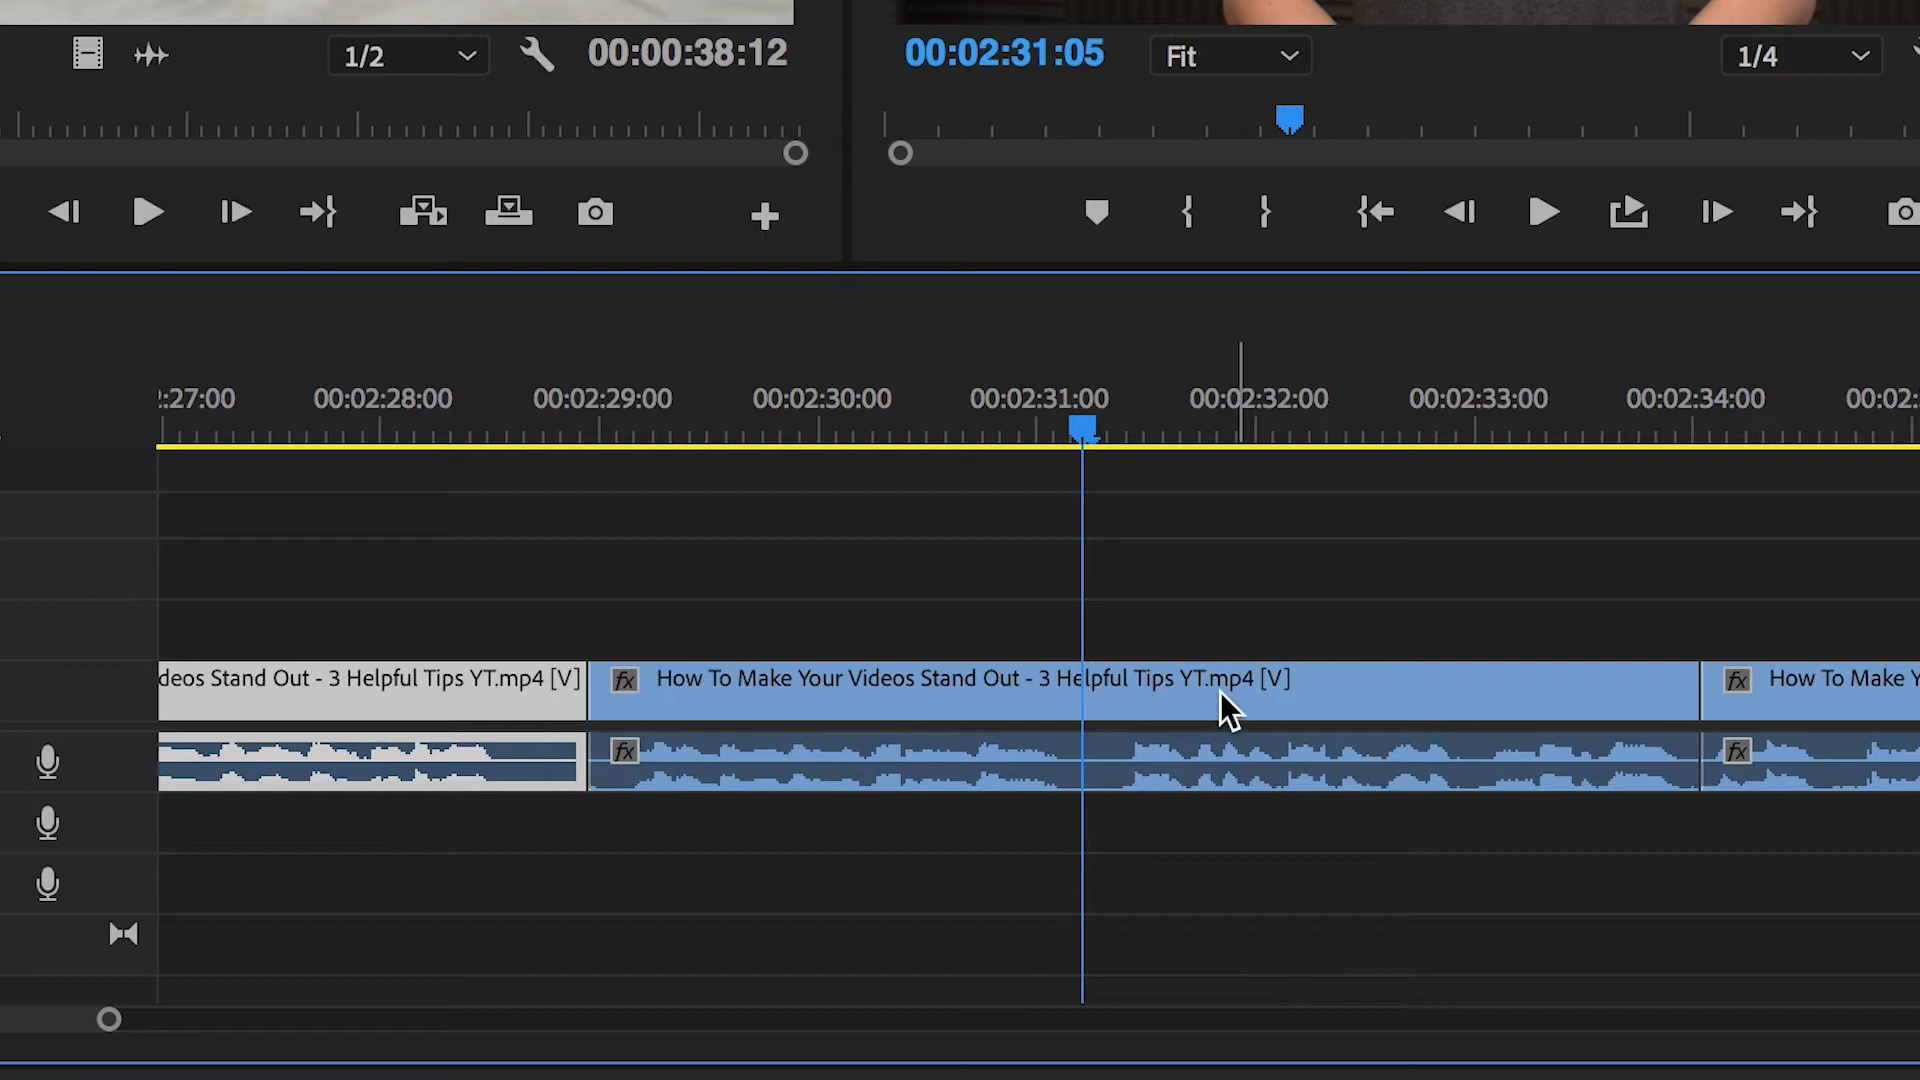 1/2
00:00:38:12
00:02:31:05
Fit
1/4
:27:00
00:02:28:00
00:02:29:00
00:02:30:00
00:02:31:00
00:02:32:00
00:02:33:00
00:02:34:00
00:02:
deos Stand Out - 3 Helpful Tips YT.mp4 [V]
fx
How To Make Your Videos Stand Out - 3 Helpful Tips YT.mp4 [V]
fx
How To Make Y
fx
fx